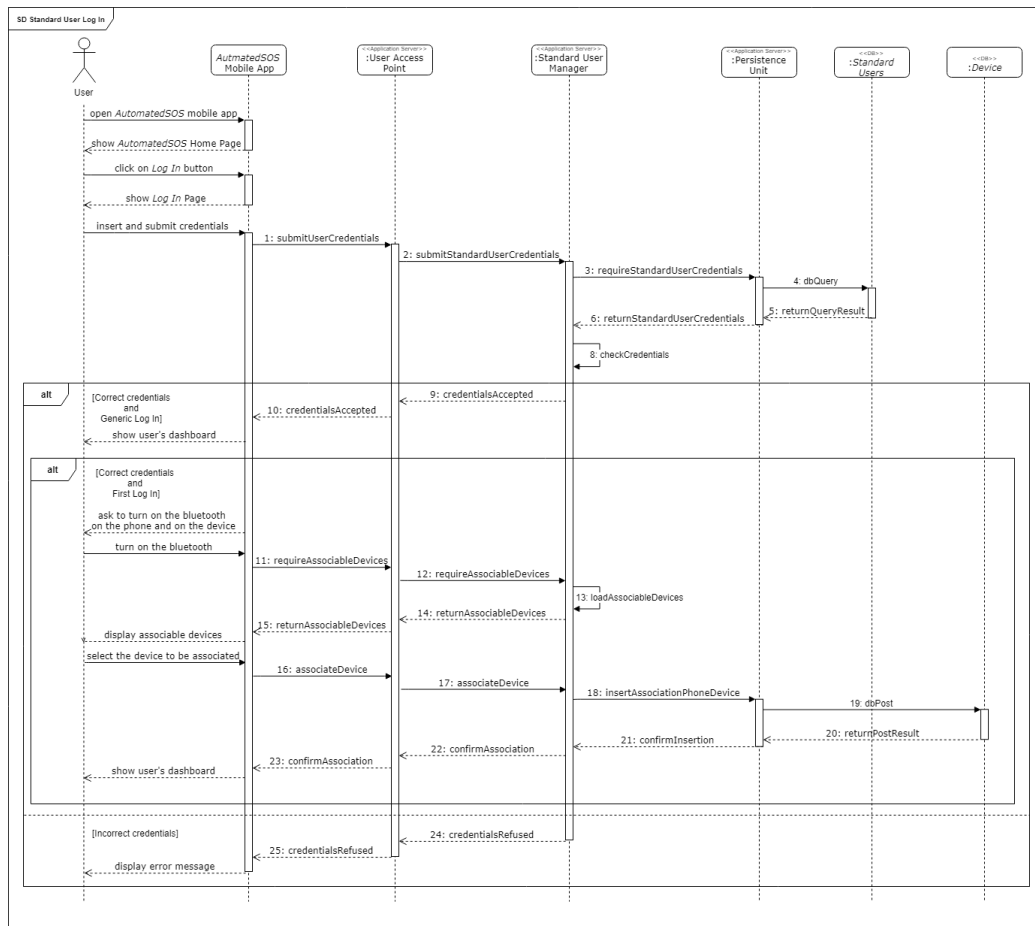 SD Standard User Log In
User
AutmatedSOS
Mobile App
<<Application Server>>
:User Access
Point
<<Application Server>>
:Standard User
Manager
<<Application Server>>
:Persistence
Unit
<<DB>>
:Standard
Users
<<DB>>
:Device
open AutomatedSOS mobile app
show AutomatedSOS Home Page
click on Log In button
show Log In Page
insert and submit credentials
1: submitUserCredentials
2: submitStandardUserCredentials
3: requireStandardUserCredentials
4: dbQuery
5: returnQueryResult
6: returnStandardUserCredentials
8: checkCredentials
alt
[Correct credentials
and
Generic Log In]
9: credentialsAccepted
10: credentialsAccepted
show user's dashboard
alt
[Correct credentials
and
First Log In]
ask to turn on the bluetooth
on the phone and on the device
turn on the bluetooth
11: requireAssociableDevices
12: requireAssociableDevices
13: loadAssociableDevices
14: returnAssociableDevices
15: returnAssociableDevices
display associable devices
select the device to be associated
16: associateDevice
17: associateDevice
18: insertAssociationPhoneDevice
19: dbPost
20: returnPostResult
21: confirmInsertion
22: confirmAssociation
23: confirmAssociation
show user's dashboard
[Incorrect credentials]
24: credentialsRefused
25: credentialsRefused
display error message